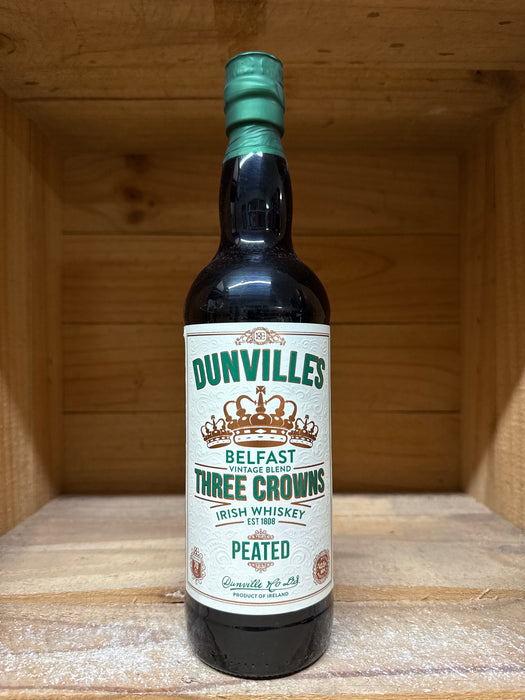 DUNVILLE'S
BELFAST
VINTAGE BLEND
THREE CROWNS
IRISH WHISKEY
EST 1808
PEATED
Dunville & Co Ltd
PRODUCT OF IRELAND